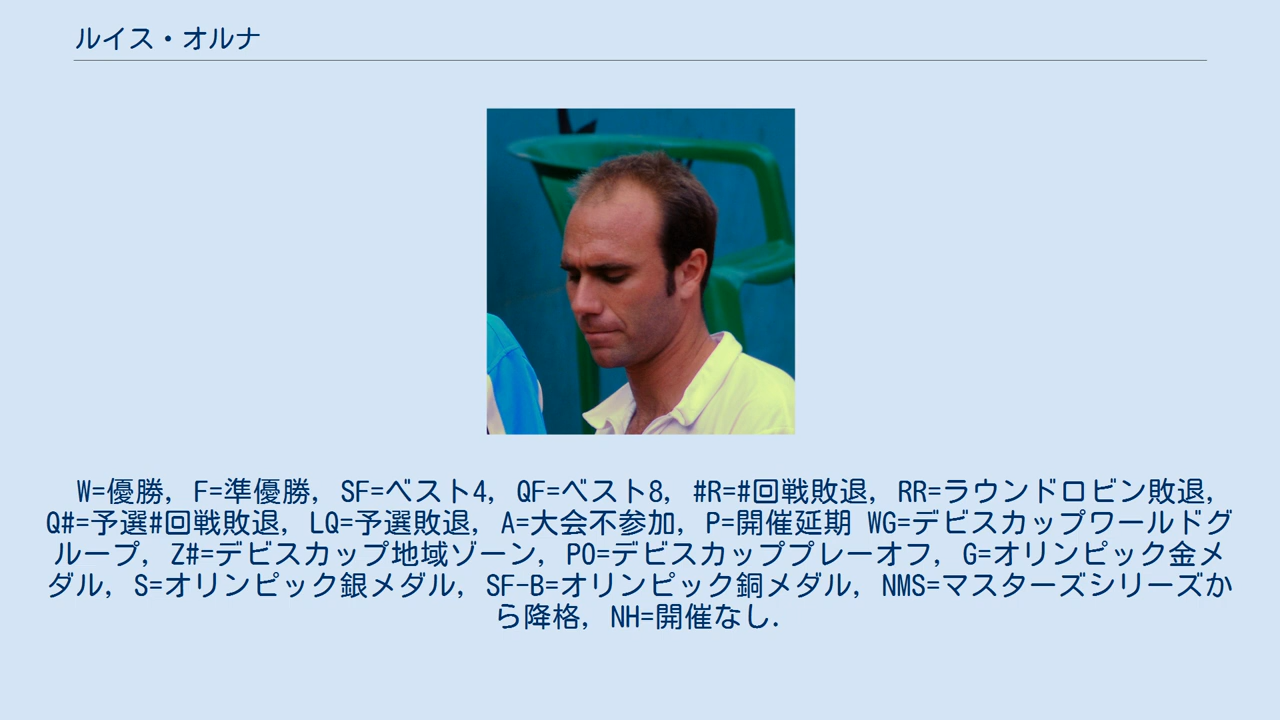 ルイス・オルナ
W=優勝, F=準優勝, SF=ベスト4, QF=ベスト8, #R=#回戦敗退, RR=ラウンドロビン敗退,
Q#=予選#回戦敗退, LQ=予選敗退, A=大会不参加, P=開催延期 WG=デビスカップワールドグ
ループ, Z#=デビスカップ地域ゾーン, PO=デビスカッププレーオフ, G=オリンピック金メ
ダル, S=オリンピック銀メダル, SF-B=オリンピック銅メダル, NMS=マスターズシリーズか
ら降格, NH=開催なし.